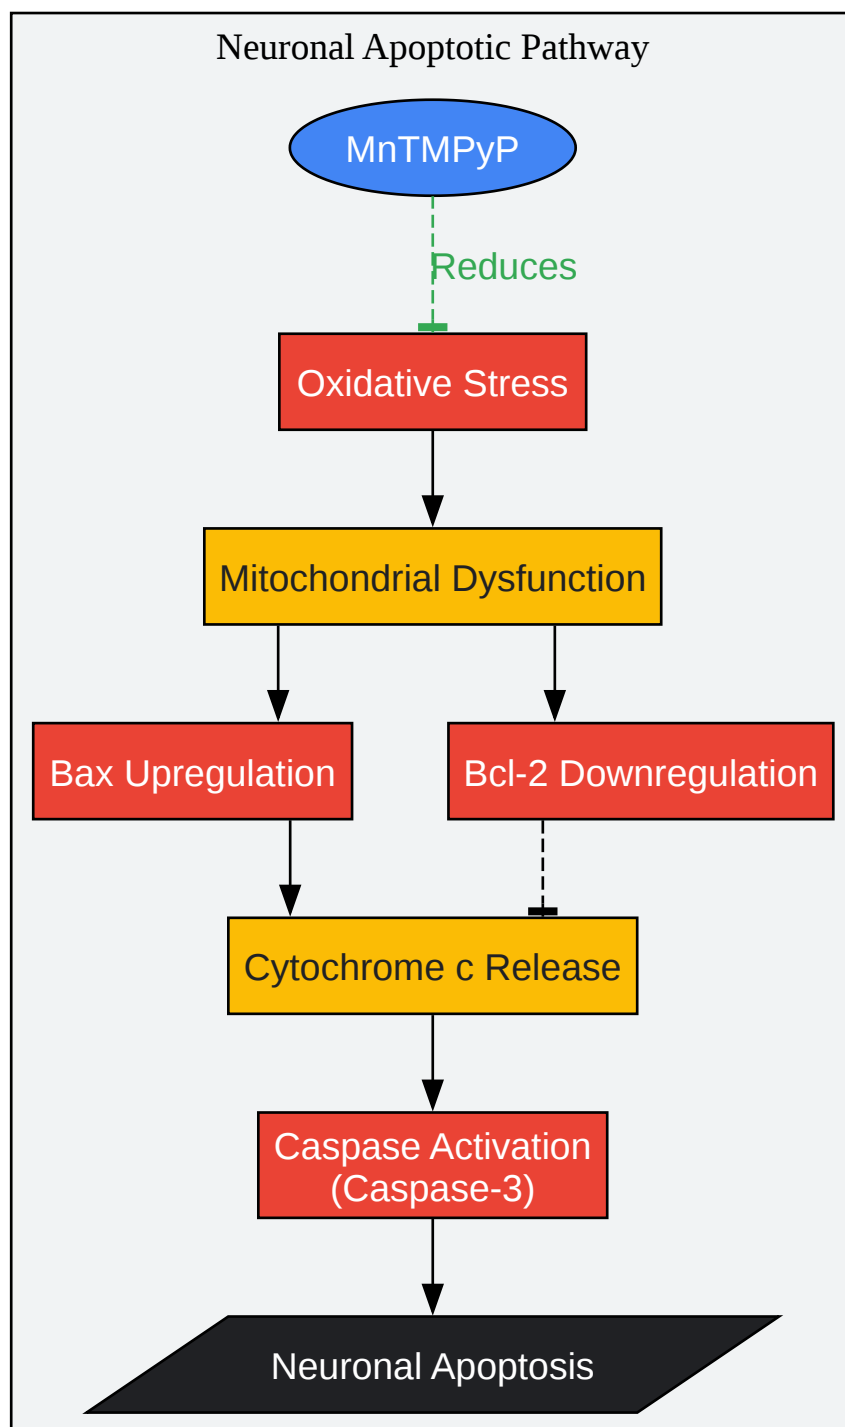 Neuronal Apoptotic Pathway
MnTMPyP
Reduces
Oxidative Stress
Mitochondrial Dysfunction
Bax Upregulation
Bcl-2 Downregulation
Cytochrome c Release
Caspase Activation
(Caspase-3)
Neuronal Apoptosis